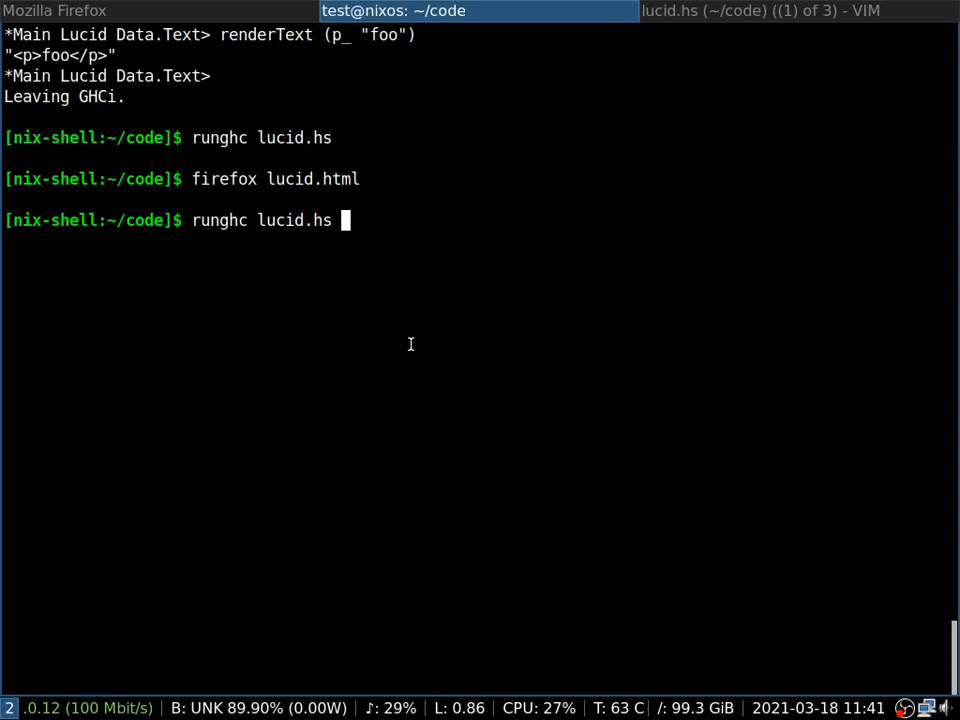 Mozilla Firefox
test@nixos: ~/code
lucid.hs (~/code) ((1) of 3) - VIM
*Main Lucid Data.Text> renderText (p_ "foo")
"<p>foo</p>"
*Main Lucid Data.Text>
Leaving GHCi.
[nix-shell:~/code]$ runghc lucid.hs
[nix-shell:~/code]$ firefox lucid.html
[nix-shell:~/code]$ runghc lucid.hs
2 .0.12 (100 Mbit/s) B: UNK 89.90% (0.00W) ♪: 29% L: 0.86 CPU: 27% T: 63 C /: 99.3 GiB 2021-03-18 11:41